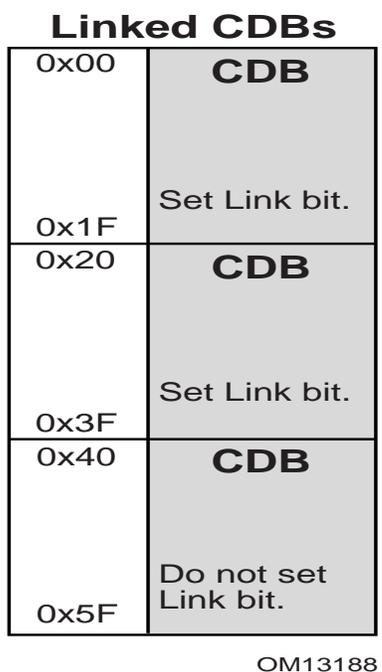 Linked CDBs
0x00
CDB
Set Link bit.
0x1F
0x20
CDB
Set Link bit.
0x3F
0x40
CDB
Do not set
Link bit.
0x5F
OM13188